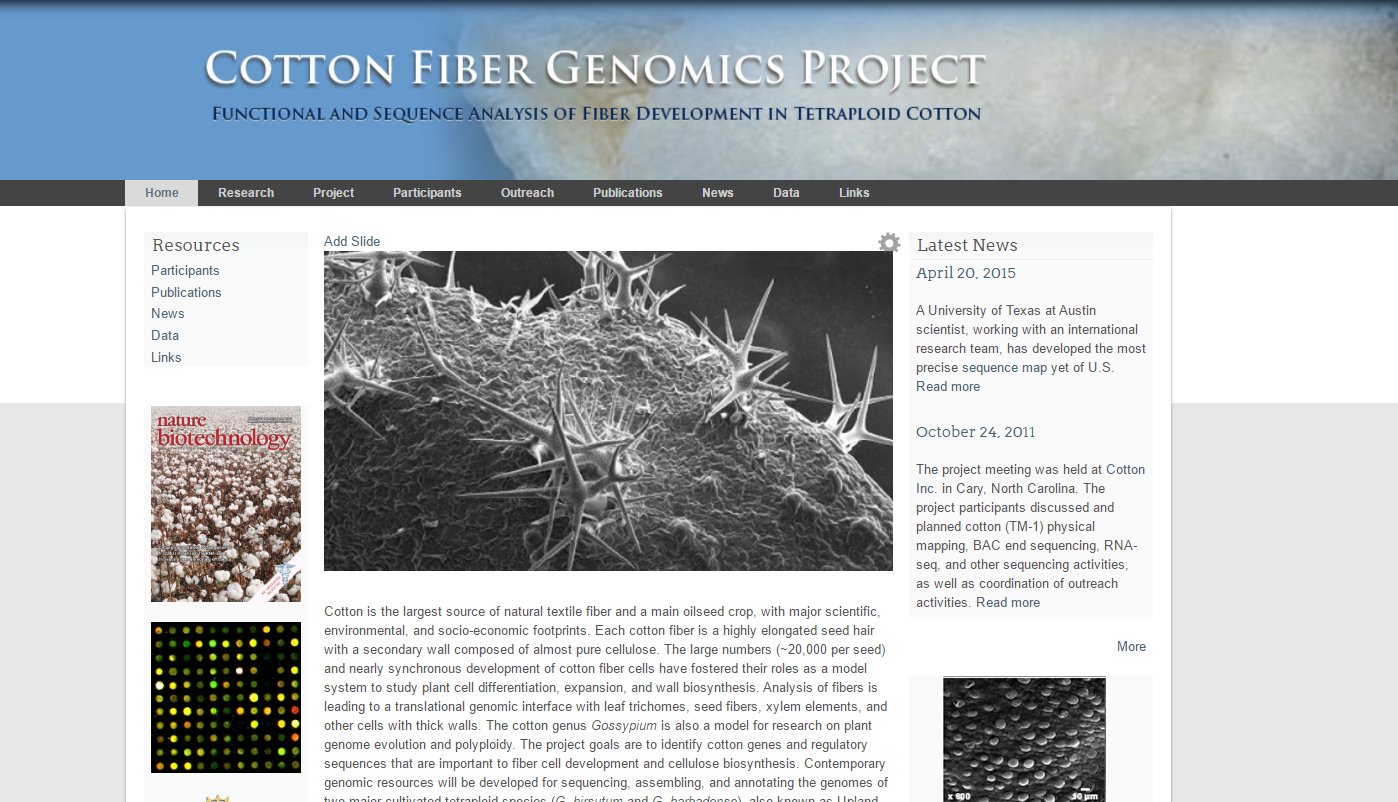 Cotton Fiber Genomics Project
Functional and Sequence Analysis of Fiber Development in Tetraploid Cotton
Home Research Project Participants Outreach Publications News Data Links
Resources
Participants
Publications
News
Data
Links
nature
biotechnology
Add Slide
Cotton is the largest source of natural textile fiber and a main oilseed crop, with major scientific,
environmental, and socio-economic footprints. Each cotton fiber is a highly elongated seed hair
with a secondary wall composed of almost pure cellulose. The large numbers (~20,000 per seed)
and nearly synchronous development of cotton fiber cells have fostered their roles as a model
system to study plant cell differentiation, expansion, and wall biosynthesis. Analysis of fibers is
leading to a translational genomic interface with leaf trichomes, seed fibers, xylem elements, and
other cells with thick walls. The cotton genus Gossypium is also a model for research on plant
genome evolution and polyploidy. The project goals are to identify cotton genes and regulatory
sequences that are important to fiber cell development and cellulose biosynthesis. Contemporary
genomic resources will be developed for sequencing, assembling, and annotating the genomes of
two major cultivated tetraploid species (G. hirsutum and G. barbadense), also known as Upland
Latest News
April 20, 2015
A University of Texas at Austin
scientist, working with an international
research team, has developed the most
precise sequence map yet of U.S.
Read more
October 24, 2011
The project meeting was held at Cotton
Inc. in Cary, North Carolina. The
project participants discussed and
planned cotton (TM-1) physical
mapping, BAC end sequencing, RNA-
seq, and other sequencing activities,
as well as coordination of outreach
activities. Read more
More
x 600 10 µm